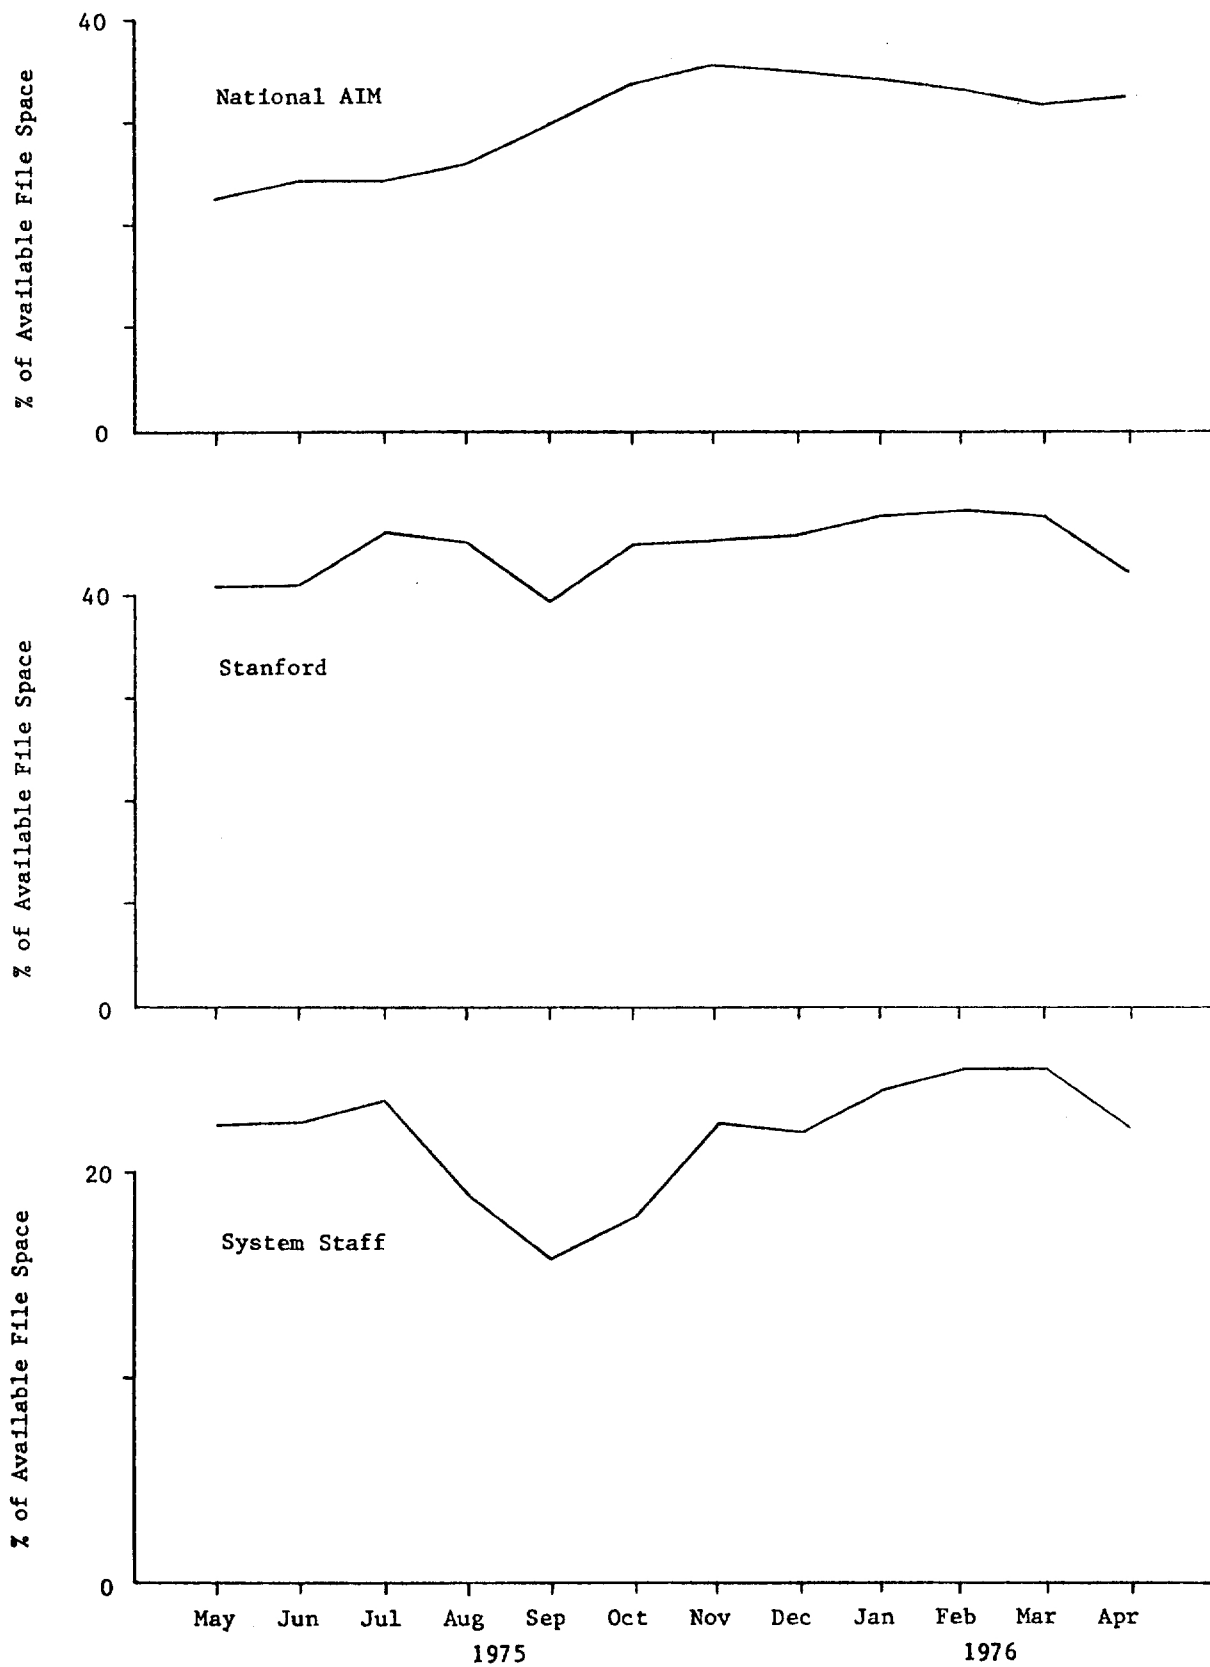 40
National AIM
% of Available File Space
0
40
Stanford
% of Available File Space
0
20
System Staff
% of Available File Space
0
May Jun Jul Aug Sep Oct Nov Dec Jan Feb Mar Apr
1975 1976